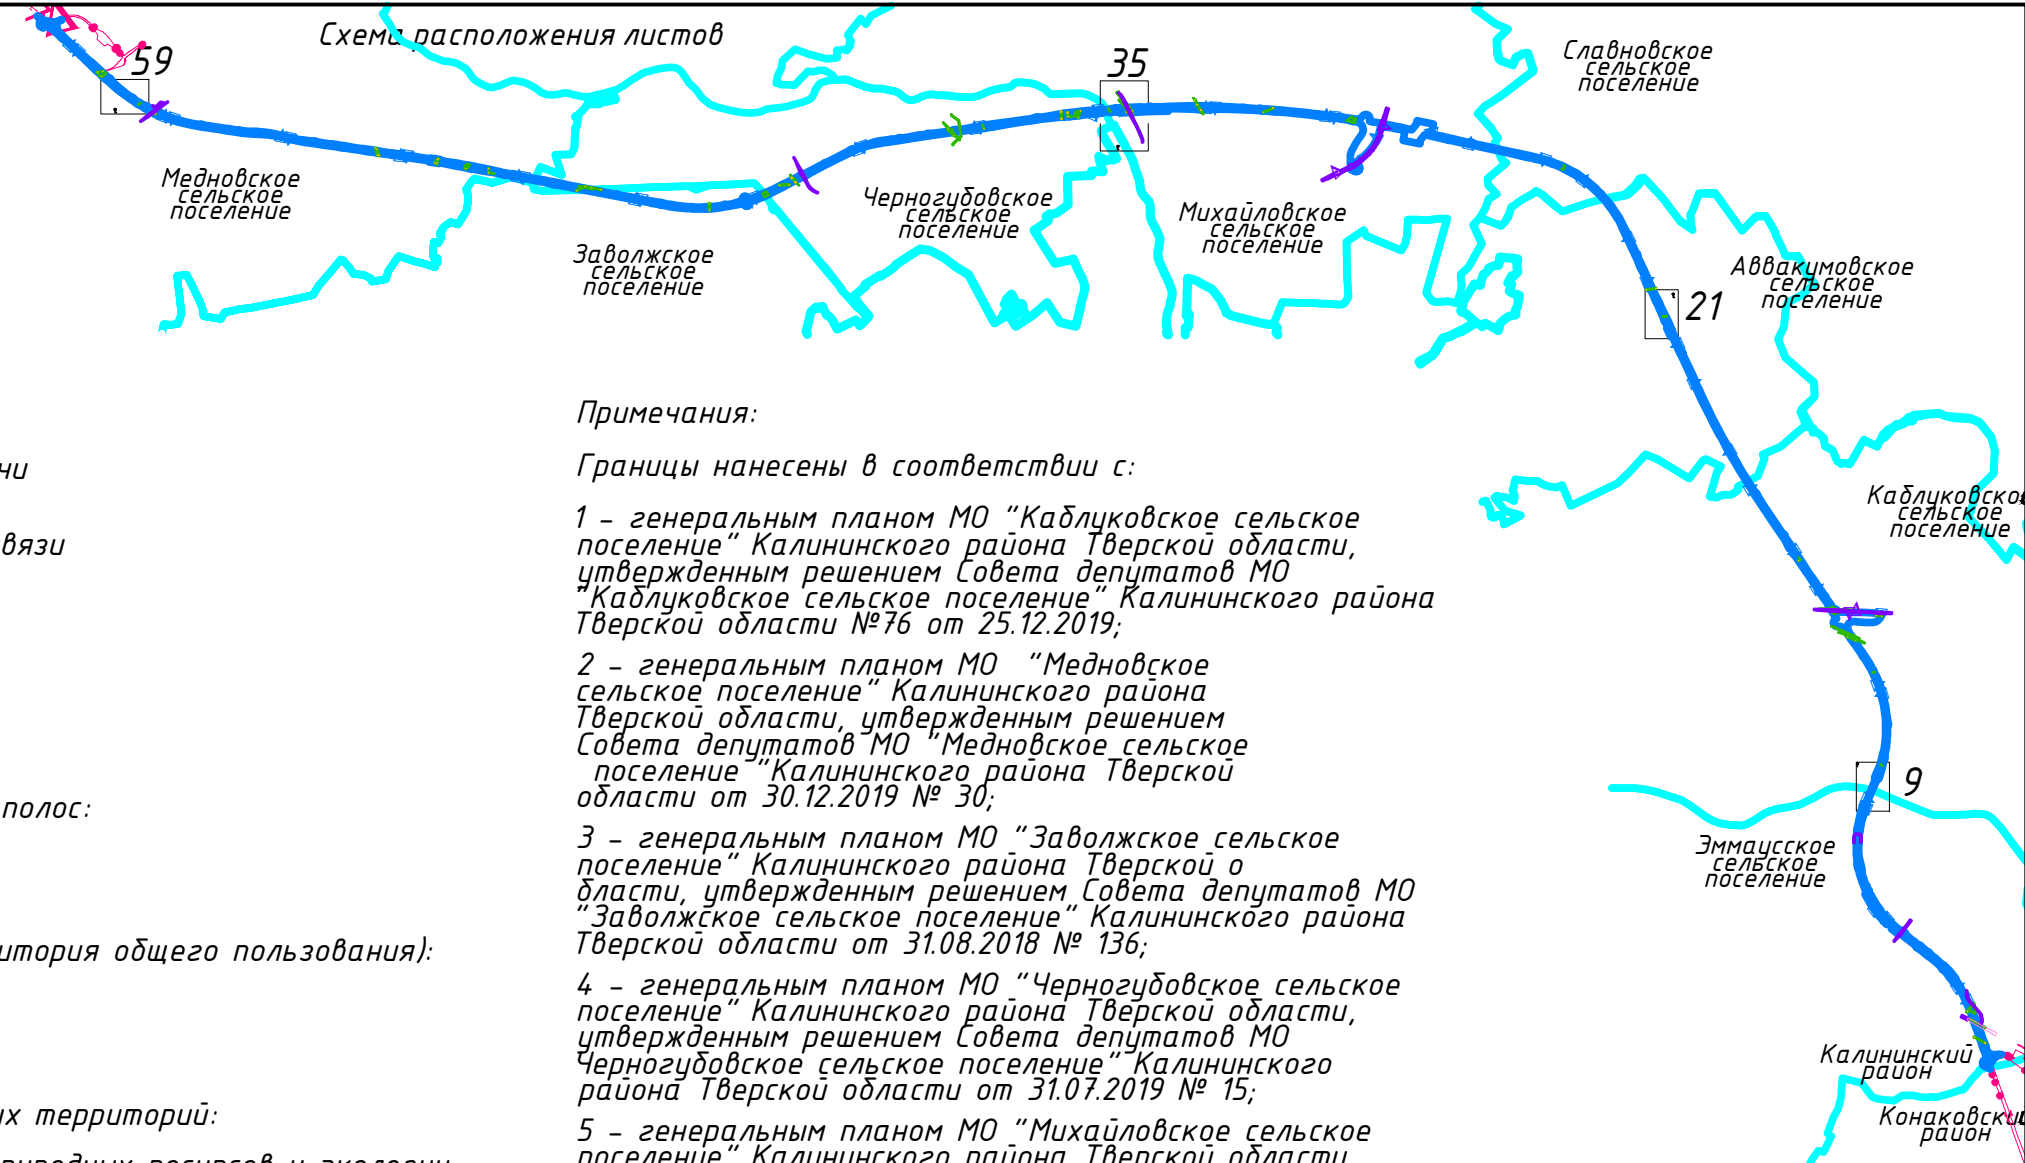 Схема расположения листов
59
35
Славновское
сельское
поселение
Медновское
сельское
поселение
Черногубовское
сельское
поселение
Михайловское
сельское
поселение
Заволжское
сельское
поселение
Аввакумовское
сельское
поселение
21
Каблуковско
сельское
поселение
9
Эммаусское
сельское
поселение
Калининский
район
Конаковский
район
чи
вязи
полос:
итория общего пользования):
х территорий:
Примечания:
Границы нанесены в соответствии с:
1 - генеральным планом МО "Каблуковское сельское
поселение" Калининского района Тверской области,
утвержденным решением Совета депутатов МО
"Каблуковское сельское поселение" Калининского района
Тверской области №76 от 25.12.2019;
2 - генеральным планом МО "Медновское
сельское поселение" Калининского района
Тверской области, утвержденным решением
Совета депутатов МО "Медновское сельское
поселение "Калининского района Тверской
области от 30.12.2019 № 30;
3 - генеральным планом МО "Заволжское сельское
поселение" Калининского района Тверской о
бласти, утвержденным решением Совета депутатов МО
"Заволжское сельское поселение" Калининского района
Тверской области от 31.08.2018 № 136;
4 - генеральным планом МО "Черногубовское сельское
поселение" Калининского района Тверской области,
утвержденным решением Совета депутатов МО
Черногубовское сельское поселение" Калининского
района Тверской области от 31.07.2019 № 15;
5 - генеральным планом МО "Михайловское сельское
поселение" Калининского района Тверской области